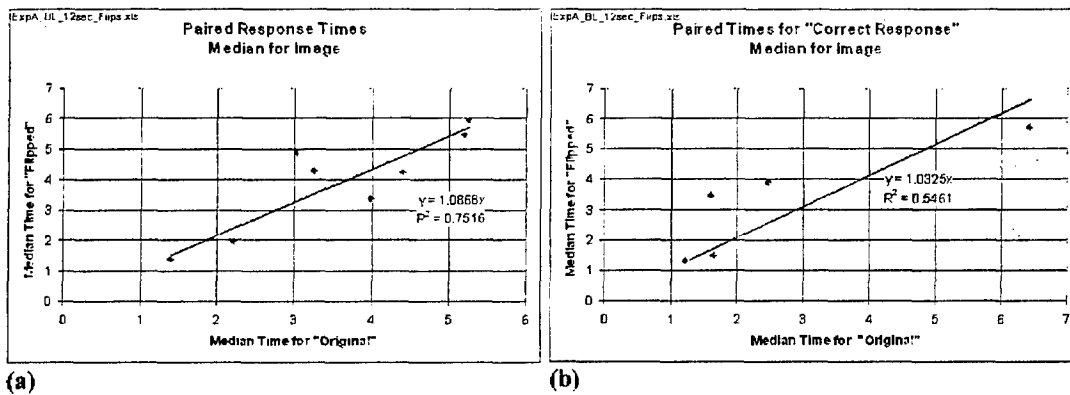 ExpA_BL_12sec_Flips.xls
Paired Response Times
Median for Image
Median Time for "Flipped"
7
6
5
4
3
2
1
0
y = 1.0868x
R² = 0.7516
0 1 2 3 4 5 6
Median Time for "Original"
(a)
ExpA_BL_12sec_Flips.xls
Paired Times for "Correct Response"
Median for Image
Median Time for "Flipped"
7
6
5
4
3
2
1
0
y = 1.0325x
R² = 0.5461
0 1 2 3 4 5 6 7
Median Time for "Original"
(b)